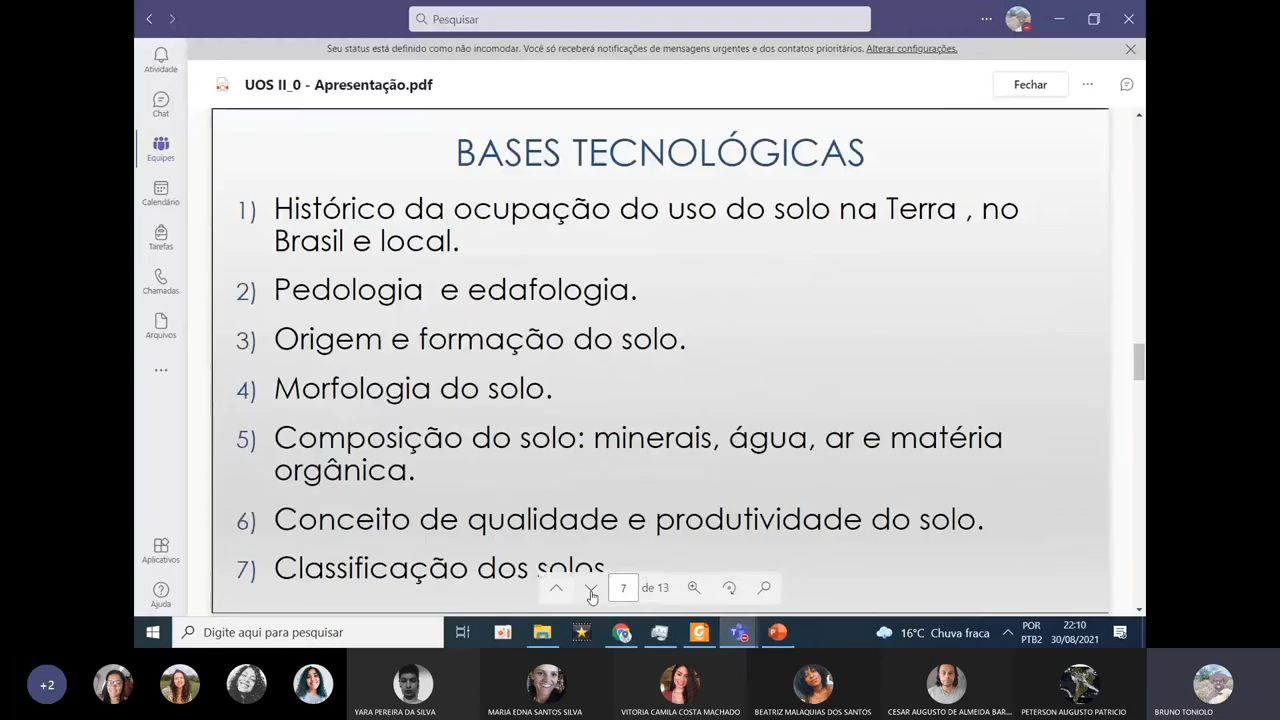 Pesquisar
Seu status está definido como não incomodar. Você só receberá notificações de mensagens urgentes e dos contatos prioritários. Alterar configurações.
Atividade
Chat
Equipes
Calendário
Tarefas
Chamadas
Arquivos
Aplicativos
Ajuda
UOS II_0 - Apresentação.pdf
Fechar
BASES TECNOLÓGICAS
1) Histórico da ocupação do uso do solo na Terra , no
Brasil e local.
2) Pedologia e edafologia.
3) Origem e formação do solo.
4) Morfologia do solo.
5) Composição do solo: minerais, água, ar e matéria
orgânica.
6) Conceito de qualidade e produtividade do solo.
7) Classificação dos solos
7 de 13
Digite aqui para pesquisar
16°C Chuva fraca
POR
PTB2
22:10
30/08/2021
+2
YARA PEREIRA DA SILVA
MARIA EDNA SANTOS SILVA
VITORIA CAMILA COSTA MACHADO
BEATRIZ MALAQUIAS DOS SANTOS
CESAR AUGUSTO DE ALMEIDA BAR...
PETERSON AUGUSTO PATRICIO
BRUNO TONIOLO